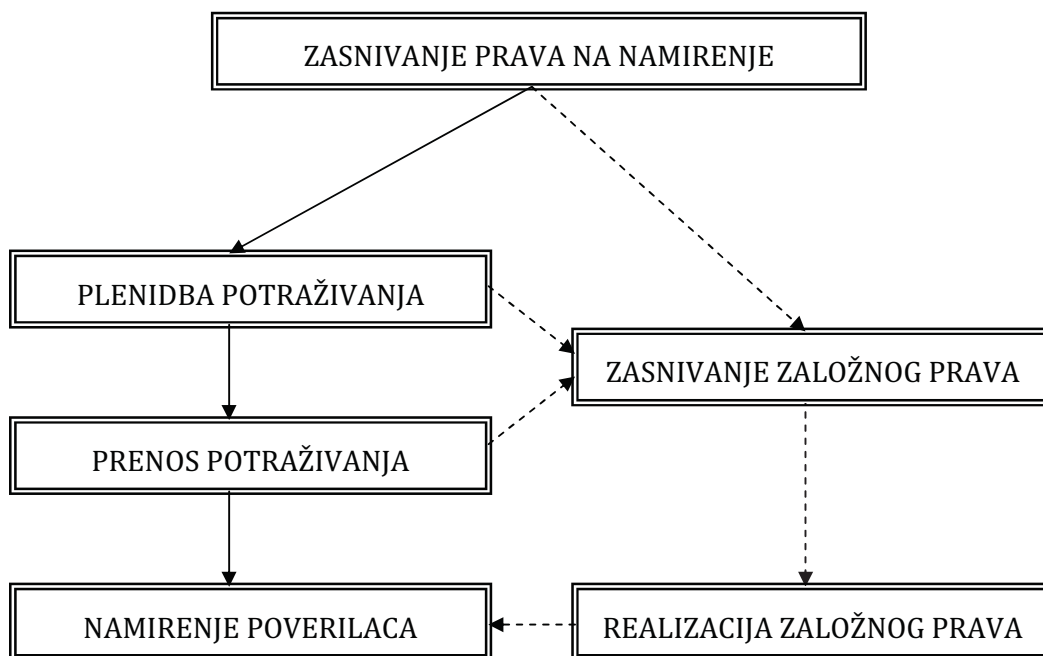 ZASNIVANJE PRAVA NA NAMIRENJE
PLENIDBA POTRAŽIVANJA
ZASNIVANJE ZALOŽNOG PRAVA
PRENOS POTRAŽIVANJA
NAMIRENJE POVERILACA
REALIZACIJA ZALOŽNOG PRAVA